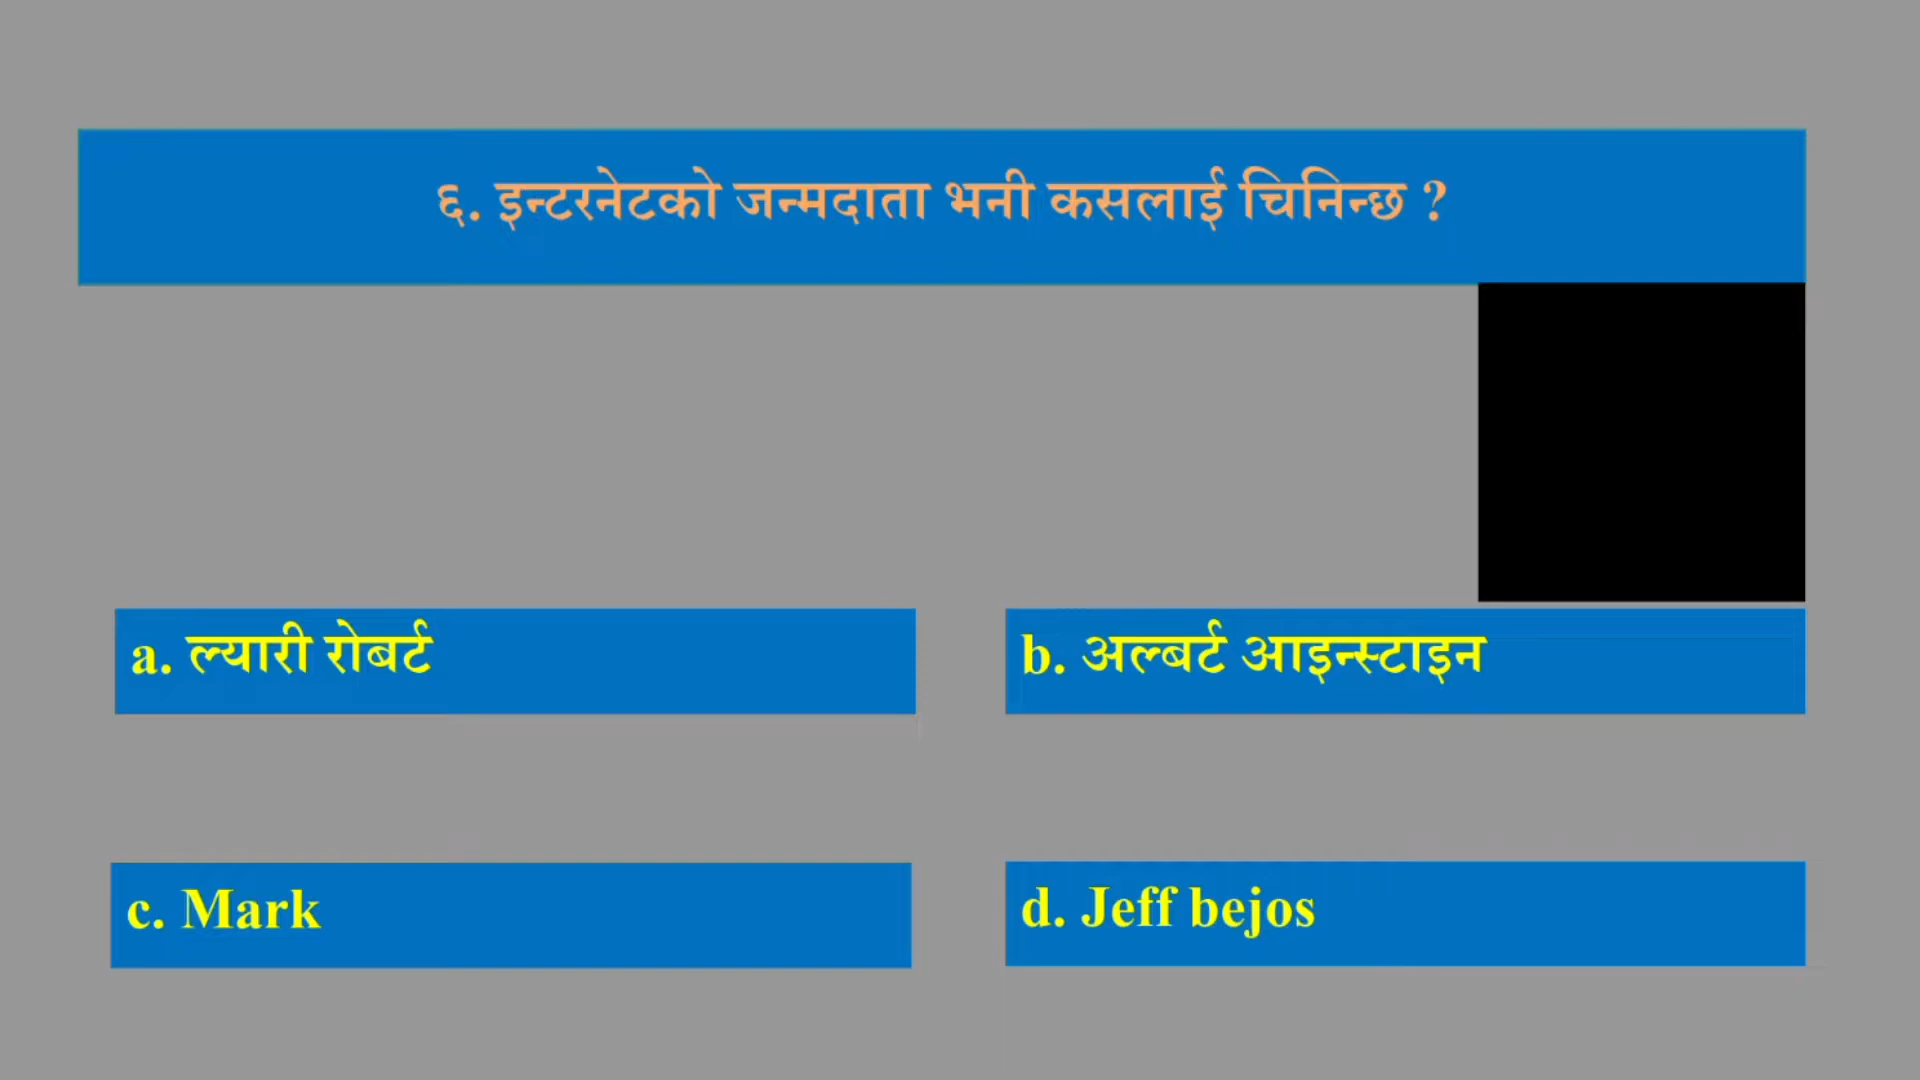 ६. इन्टरनेटको जन्मदाता भनी कसलाई चिनिन्छ ?
a. ल्यारी रोबर्ट
b. अल्बर्ट आइन्स्टाइन
c. Mark
d. Jeff bejos